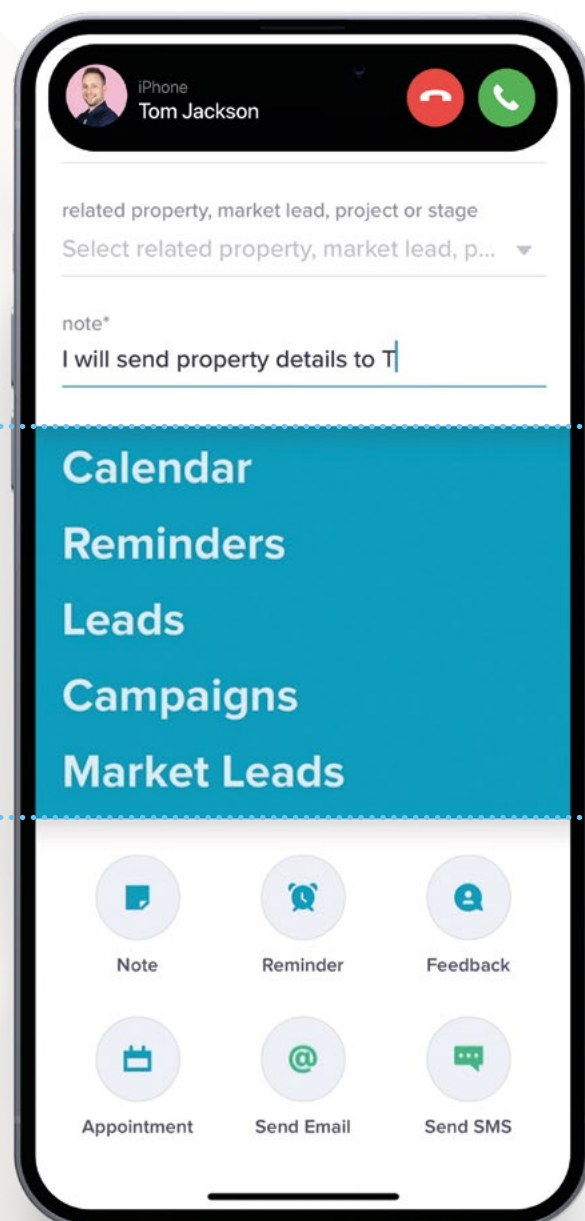 iPhone
Tom Jackson
related property, market lead, project or stage
Select related property, market lead, p...
note*
I will send property details to T
Calendar
Reminders
Leads
Campaigns
Market Leads
Note Reminder Feedback
Appointment Send Email Send SMS